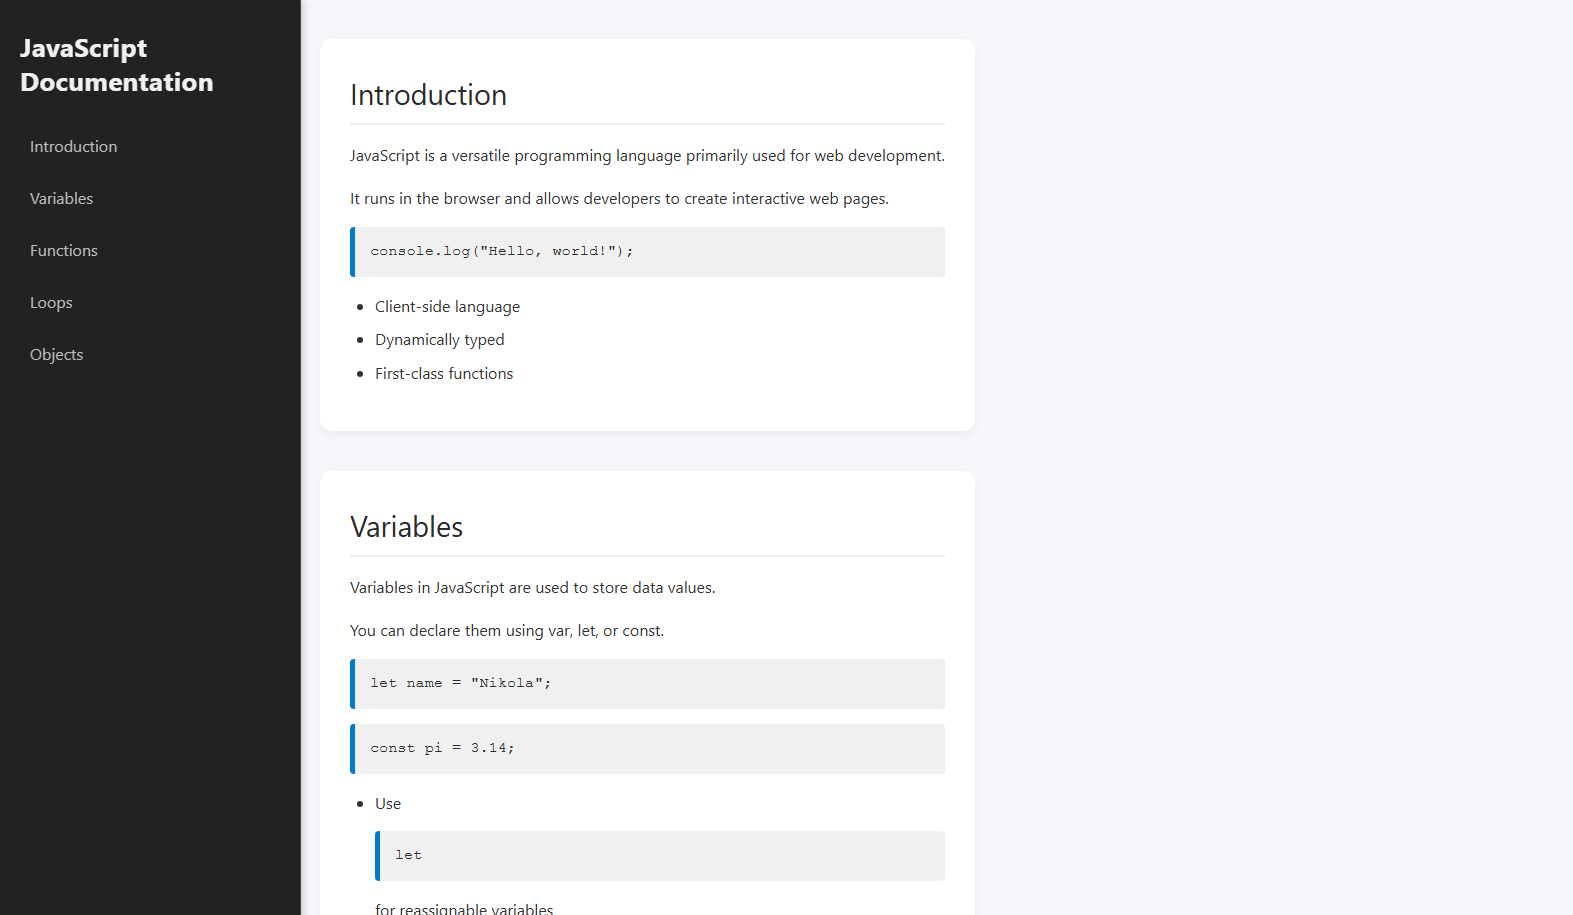 JavaScript
Documentation
Introduction
Variables
Functions
Loops
Objects
Introduction
JavaScript is a versatile programming language primarily used for web development.
It runs in the browser and allows developers to create interactive web pages.
console.log("Hello, world!");
Client-side language
Dynamically typed
First-class functions
Variables
Variables in JavaScript are used to store data values.
You can declare them using var, let, or const.
let name = "Nikola";
const pi = 3.14;
Use
let
for reassignable variables